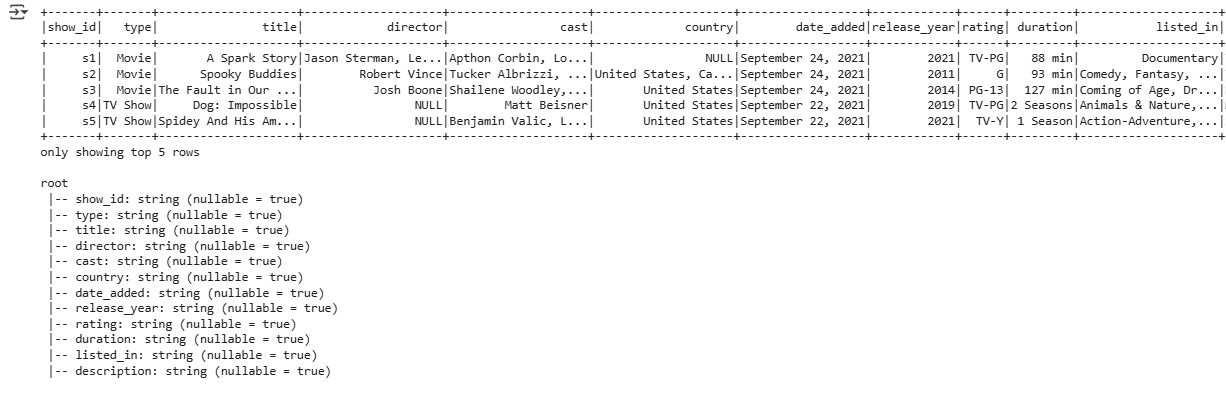 +-------+-------+--------------------+--------------------+--------------------+--------------------+------------------+------------+------+---------+--------------------+
|show_id|   type|               title|            director|                cast|             country|        date_added|release_year|rating| duration|           listed_in|
+-------+-------+--------------------+--------------------+--------------------+--------------------+------------------+------------+------+---------+--------------------+
|     s1|  Movie|       A Spark Story|Jason Sterman, Le...|Apthon Corbin, Lo...|                NULL|September 24, 2021|        2021| TV-PG|   88 min|         Documentary|
|     s2|  Movie|      Spooky Buddies|        Robert Vince|Tucker Albrizzi, ...|United States, Ca...|September 24, 2021|        2011|     G|   93 min|Comedy, Fantasy, ...|
|     s3|  Movie|The Fault in Our ...|          Josh Boone|Shailene Woodley,...|       United States|September 24, 2021|        2014| PG-13|  127 min|Coming of Age, Dr...|
|     s4|TV Show|     Dog: Impossible|                NULL|        Matt Beisner|       United States|September 22, 2021|        2019| TV-PG|2 Seasons|Animals & Nature,...|
|     s5|TV Show|Spidey And His Am...|                NULL|Benjamin Valic, L...|       United States|September 22, 2021|        2021|  TV-Y| 1 Season|Action-Adventure,...|
+-------+-------+--------------------+--------------------+--------------------+--------------------+------------------+------------+------+---------+--------------------+
only showing top 5 rows

root
 |-- show_id: string (nullable = true)
 |-- type: string (nullable = true)
 |-- title: string (nullable = true)
 |-- director: string (nullable = true)
 |-- cast: string (nullable = true)
 |-- country: string (nullable = true)
 |-- date_added: string (nullable = true)
 |-- release_year: string (nullable = true)
 |-- rating: string (nullable = true)
 |-- duration: string (nullable = true)
 |-- listed_in: string (nullable = true)
 |-- description: string (nullable = true)